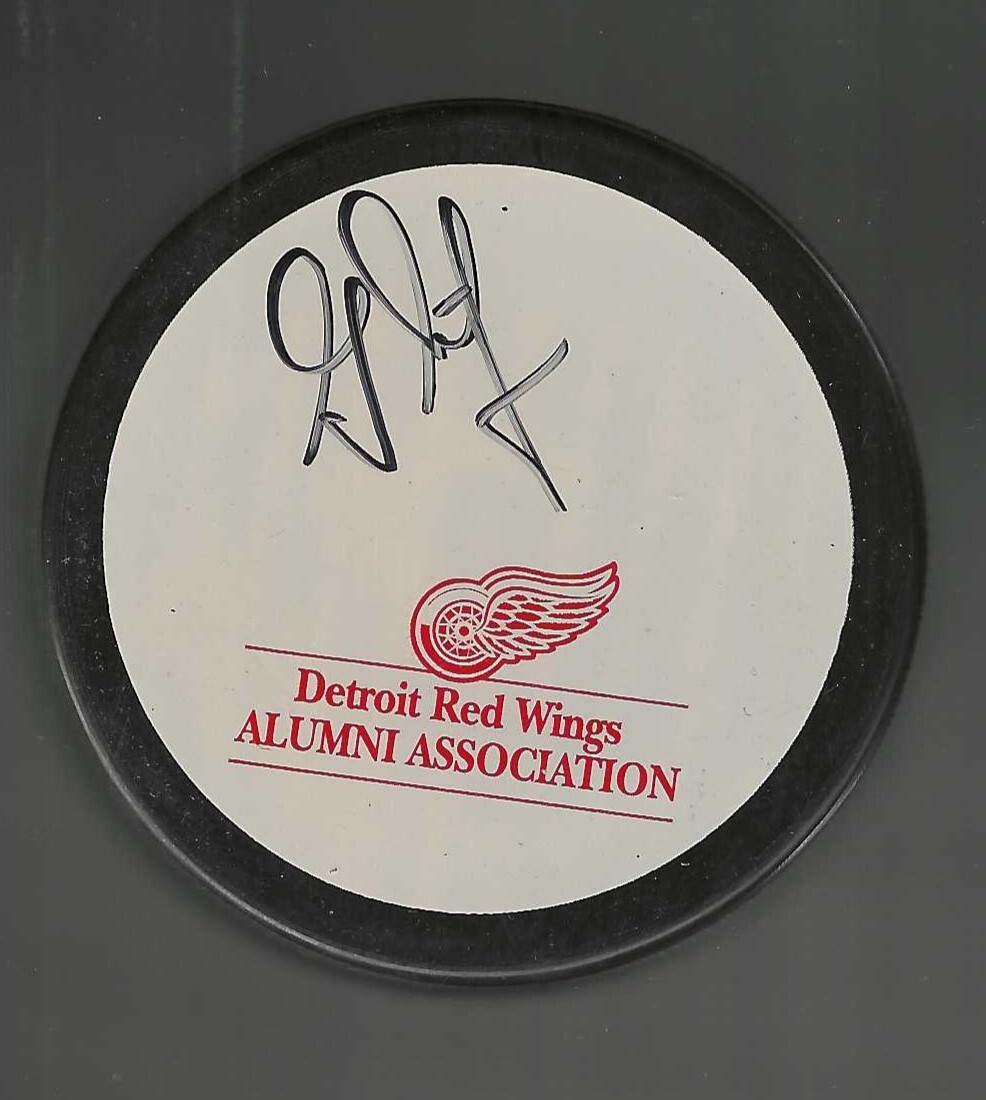 Detroit Red Wings
ALUMNI ASSOCIATION